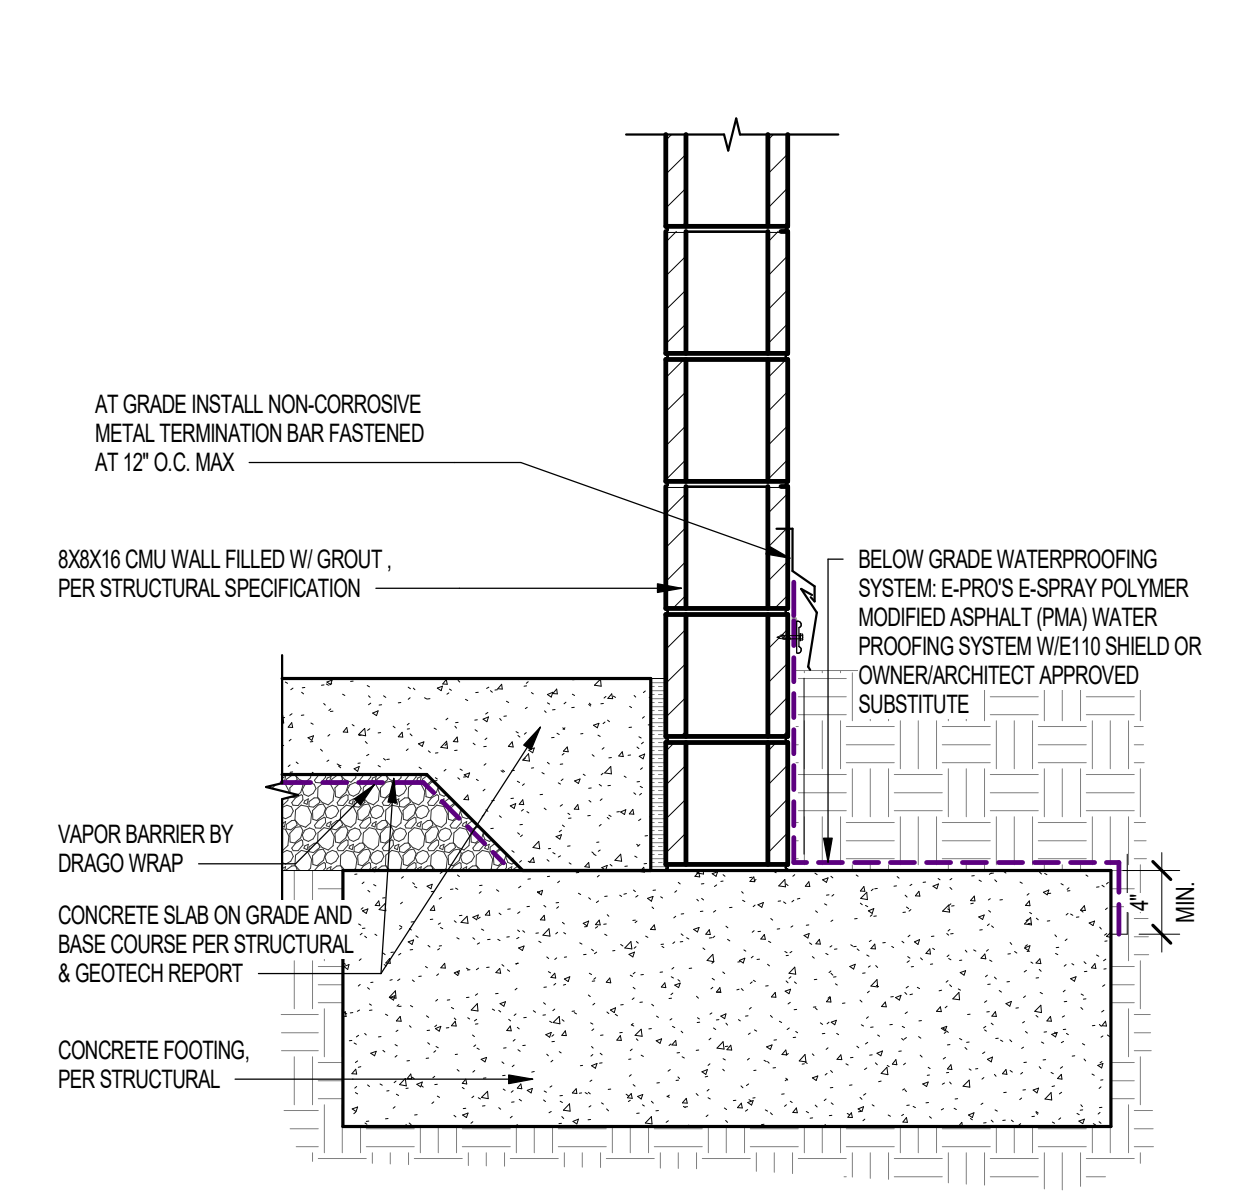 AT GRADE INSTALL NON-CORROSIVE
METAL TERMINATION BAR FASTENED
AT 12" O.C. MAX
8X8X16 CMU WALL FILLED W/ GROUT ,
PER STRUCTURAL SPECIFICATION
BELOW GRADE WATERPROOFING
SYSTEM: E-PRO'S E-SPRAY POLYMER
MODIFIED ASPHALT (PMA) WATER
PROOFING SYSTEM W/E110 SHIELD OR
OWNER/ARCHITECT APPROVED
SUBSTITUTE
VAPOR BARRIER BY
DRAGO WRAP
CONCRETE SLAB ON GRADE AND
BASE COURSE PER STRUCTURAL
& GEOTECH REPORT
4"
MIN.
CONCRETE FOOTING,
PER STRUCTURAL